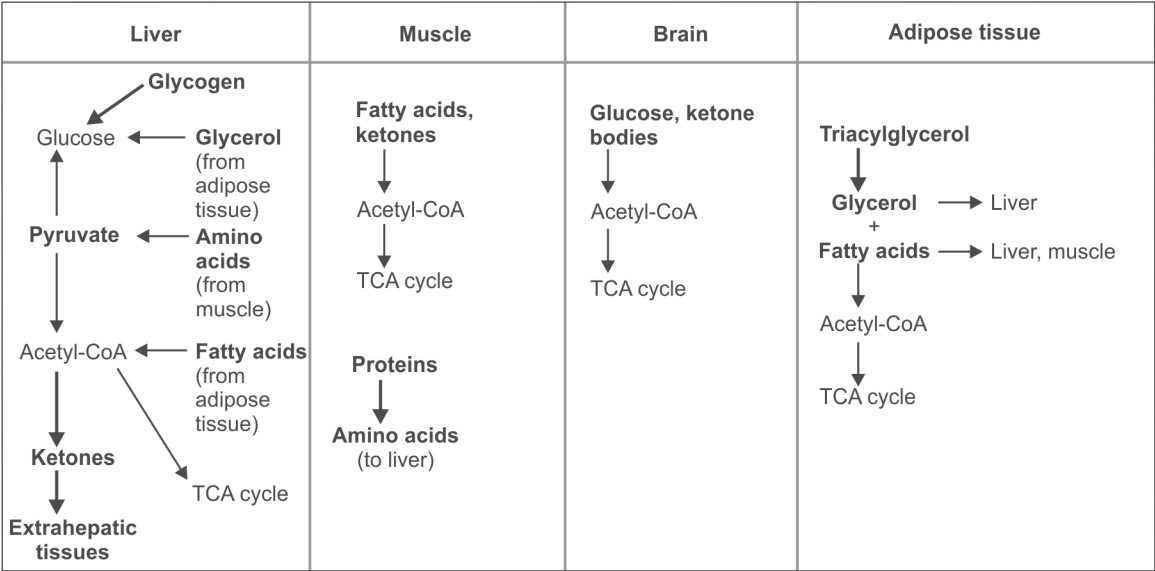 Liver
Muscle
Brain
Adipose tissue
Glycogen
Glucose
Glycerol
(from
adipose
tissue)
Pyruvate
Amino
acids
(from
muscle)
Acetyl-CoA
Fatty acids
(from
adipose
tissue)
Ketones
TCA cycle
Extrahepatic
tissues
Fatty acids,
ketones
Acetyl-CoA
TCA cycle
Proteins
Amino acids
(to liver)
Glucose, ketone
bodies
Acetyl-CoA
TCA cycle
Triacylglycerol
Glycerol
Liver
+
Fatty acids
Liver, muscle
Acetyl-CoA
TCA cycle